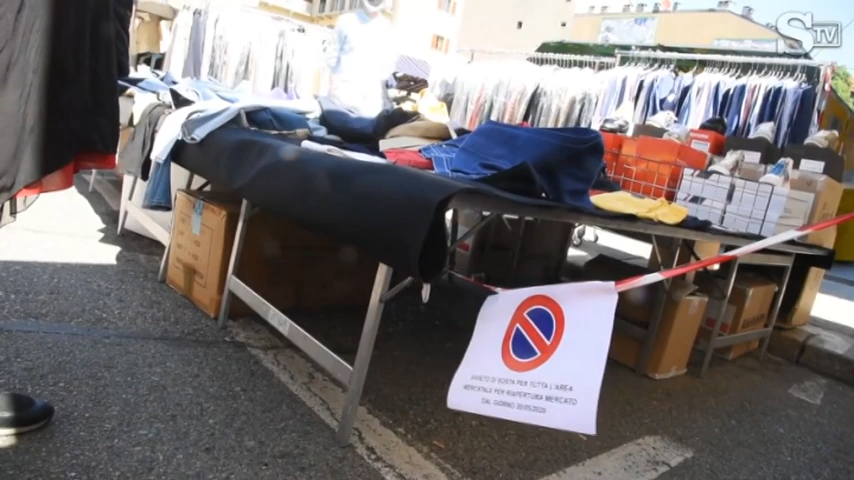 STV
DIVIETO DI SOSTA PER TUTTA L'AREA
MERCATALE PER RIAPERTURA MERCATO
DAL GIORNO 20/05/2020